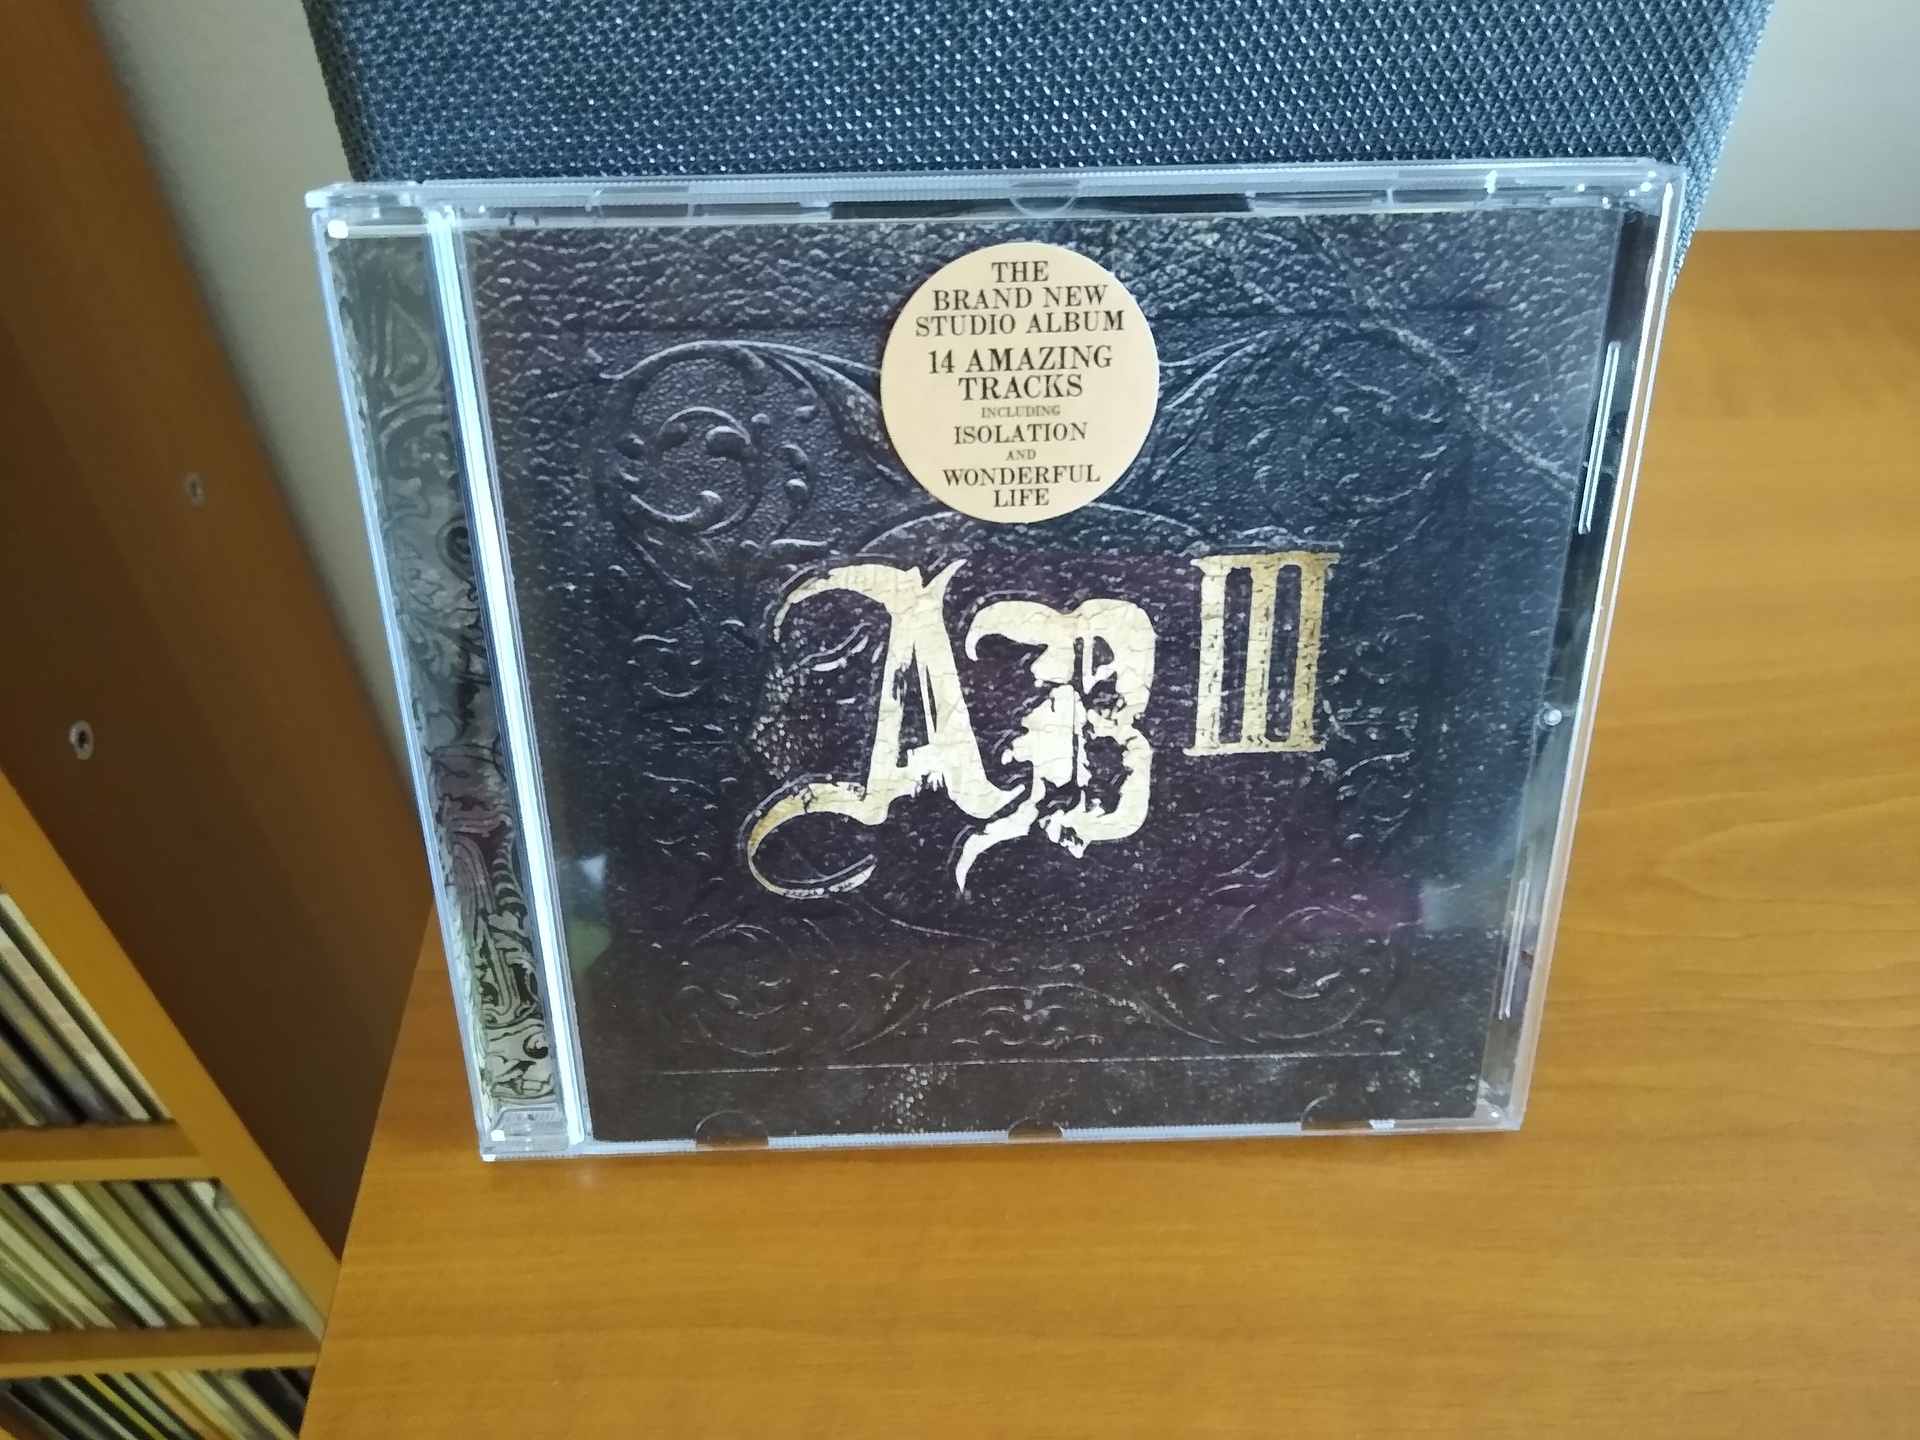 THE
BRAND NEW
STUDIO ALBUM
14 AMAZING
TRACKS
INCLUDING
ISOLATION
AND
WONDERFUL
LIFE
AB III